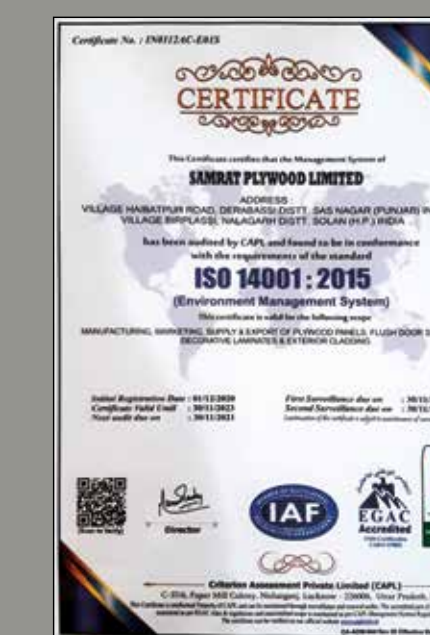 Certificate No. : IN8112AC-E01S
CERTIFICATE
This Certificate certifies that the Management System of
SAMRAT PLYWOOD LIMITED
ADDRESS :
VILLAGE HAIBATPUR ROAD, DERABASSI DISTT. SAS NAGAR (PUNJAB)
VILLAGE BIRPLASSI, NALAGARH DISTT. SOLAN (H.P.) INDIA
has been audited by CAPL and found to be in conformance
with the requirements of the standard
ISO 14001 : 2015
(Environment Management System)
This certificate is valid for the following scope
MANUFACTURING, MARKETING, SUPPLY & EXPORT OF PLYWOOD PANELS, FLUSH DOOR
DECORATIVE LAMINATES & EXTERIOR CLADDING
Initial Registration Date : 01/12/2020
Certificate Valid Until : 30/11/2023
Next audit due on : 30/11/2021
First Surveillance due on : 30/11
Second Surveillance due on : 30/11
Director
IAF
EGAC
Accredited
Criterion Assessment Private Limited (CAPL)
Paper Mill Colony, Nishatganj, Lucknow - 226006, Uttar Pradesh,